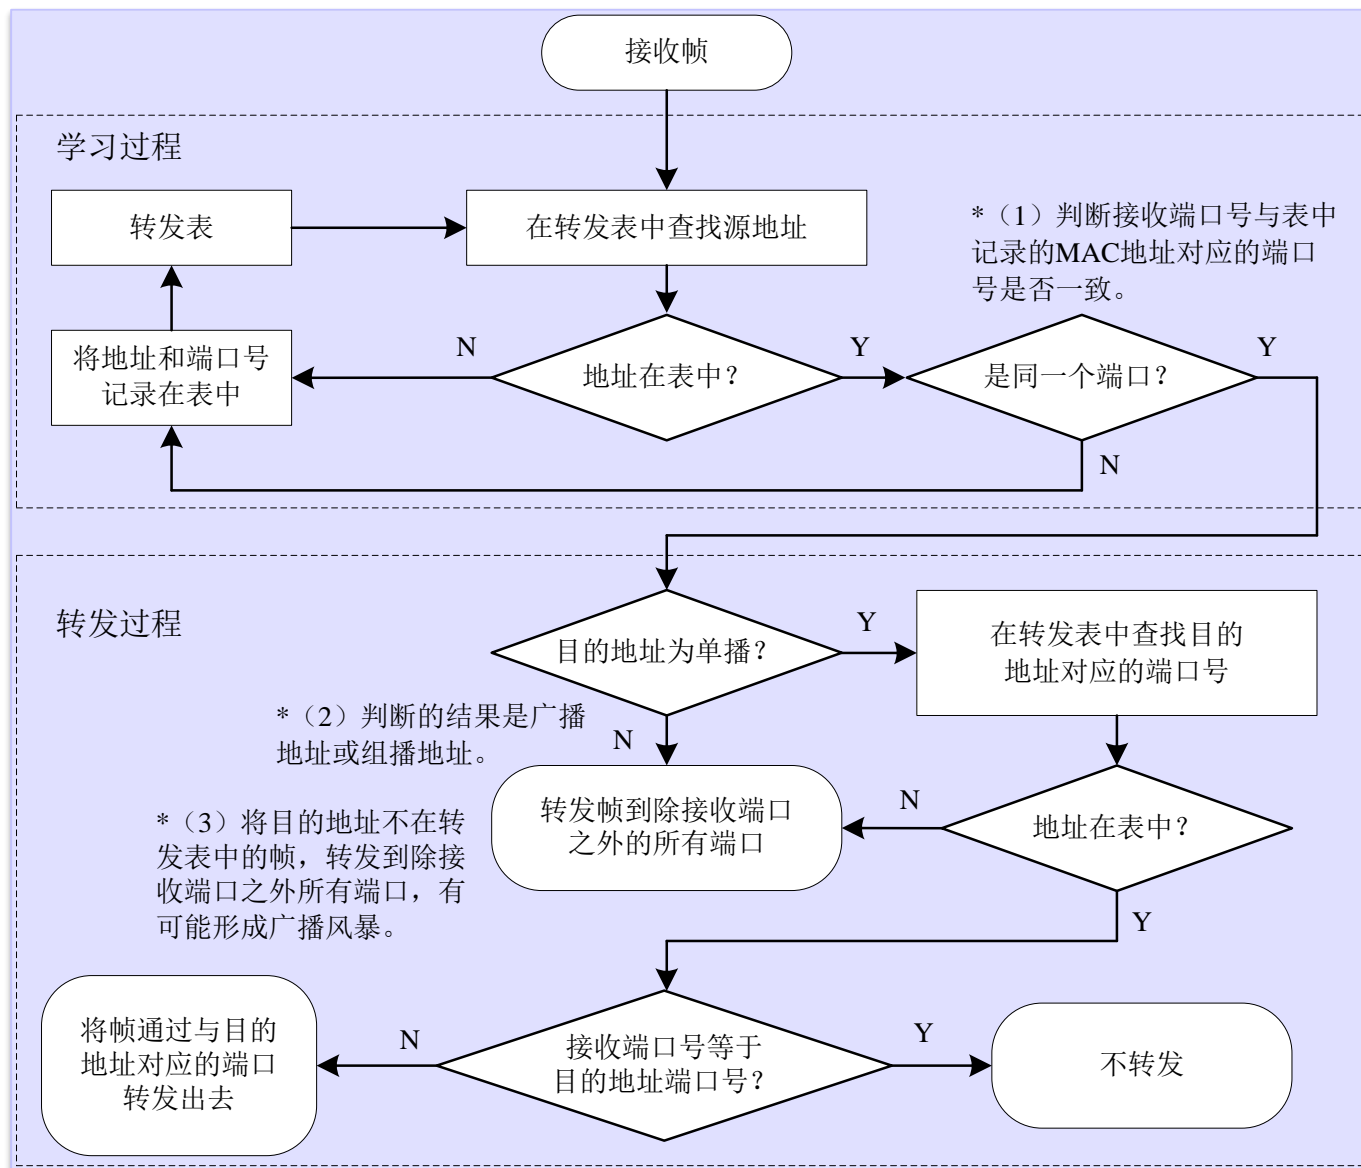 接收帧
学习过程
转发表
在转发表中查找源地址
*（1）判断接收端口号与表中
记录的MAC地址对应的端口
号是否一致。
将地址和端口号
记录在表中
N
地址在表中？
Y
是同一个端口？
Y
N
转发过程
目的地址为单播？
Y
在转发表中查找目的
地址对应的端口号
*（2）判断的结果是广播
地址或组播地址。
N
*（3）将目的地址不在转
发表中的帧，转发到除接
收端口之外所有端口，有
可能形成广播风暴。
转发帧到除接收端口
之外的所有端口
N
地址在表中？
Y
将帧通过与目的
地址对应的端口
转发出去
N
接收端口号等于
目的地址端口号？
Y
不转发